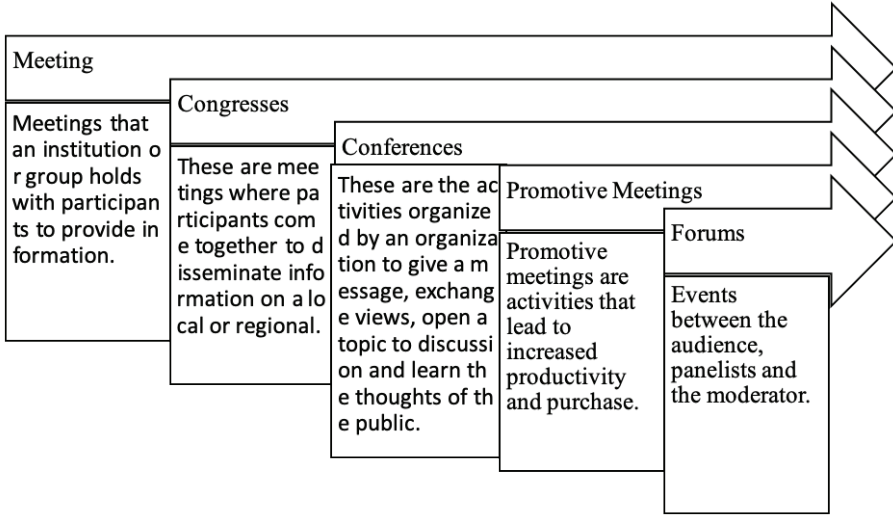 Meeting
Meetings that
an institution o
r group holds
with participan
ts to provide in
formation.
Congresses
These are mee
tings where pa
rticipants com
e together to d
isseminate info
rmation on a lo
cal or regional.
Conferences
These are the ac
tivities organize
d by an organiza
tion to give a m
essage, exchang
e views, open a
topic to discussi
on and learn th
e thoughts of th
e public.
Promotive Meetings
Promotive
meetings are
activities that
lead to
increased
productivity
and purchase.
Forums
Events
between the
audience,
panelists and
the moderator.